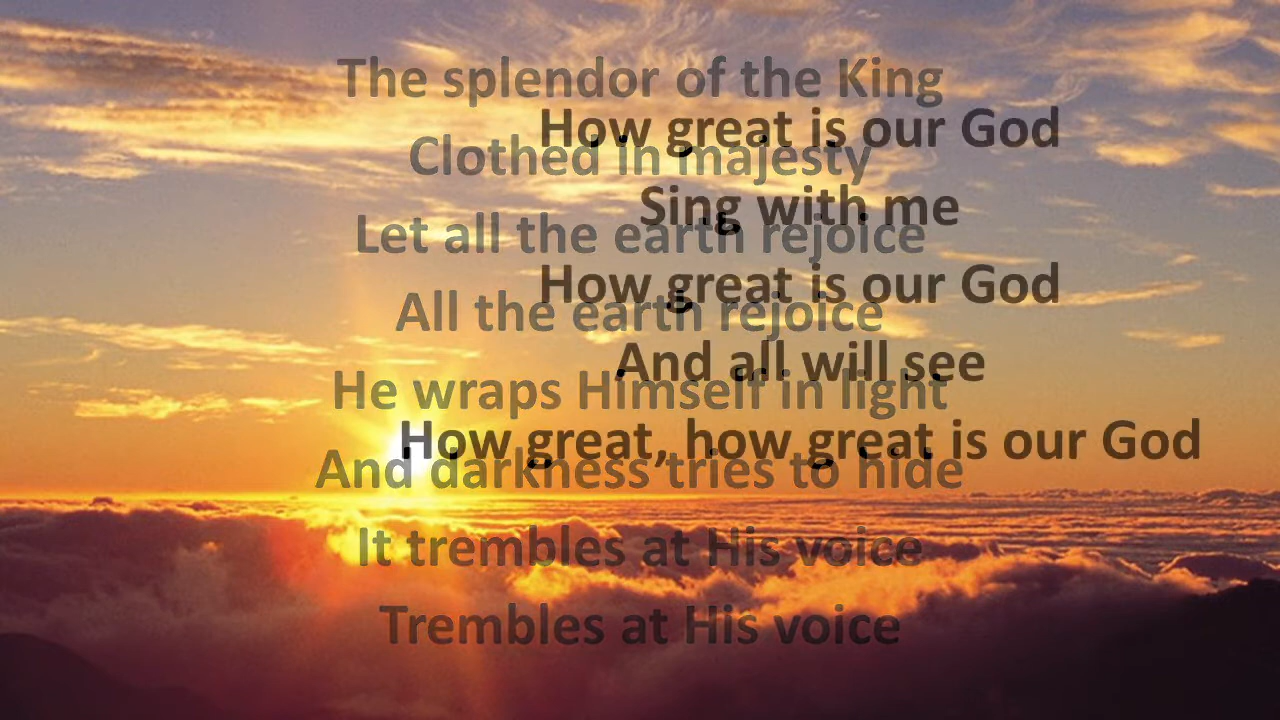 The splendor of the King
How great is our God
Clothed in majesty
Sing with me
Let all the earth rejoice
How great is our God
All the earth rejoice
And all will see
He wraps Himself in light
How great, how great is our God
And darkness tries to hide
It trembles at His voice
Trembles at His voice